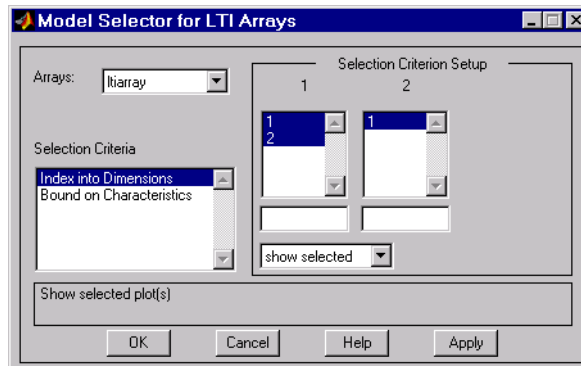 Model Selector for LTI Arrays
Arrays:
ltiarray
Selection Criteria
Index into Dimensions
Bound on Characteristics
Selection Criterion Setup
1 2
1
2
1
show selected
Show selected plot(s)
OK Cancel Help Apply